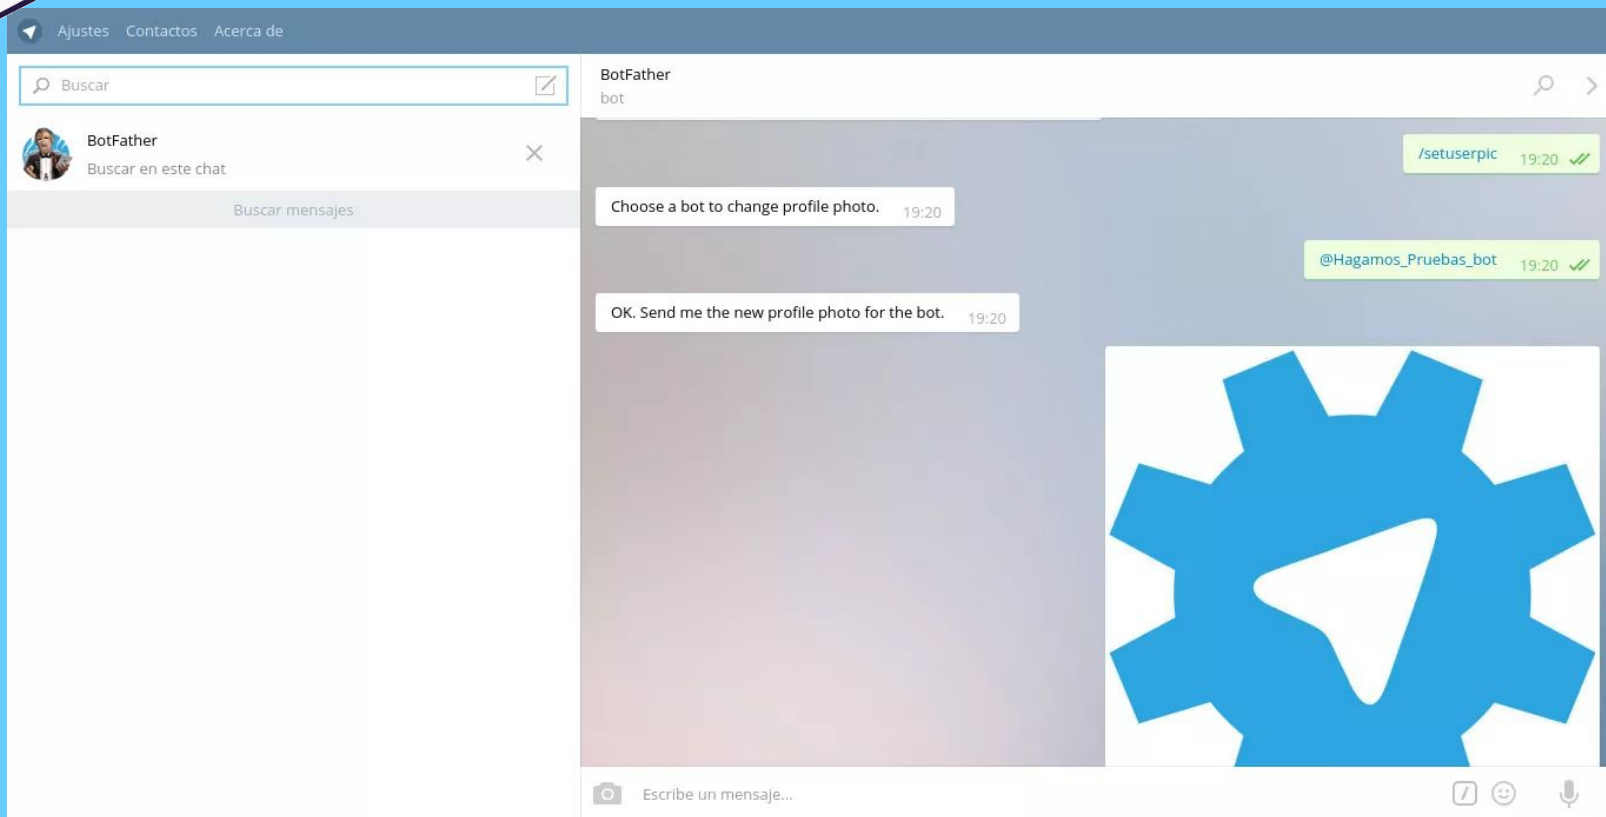 Ajustes Contactos Acerca de
Buscar
BotFather
Buscar en este chat
Buscar mensajes
BotFather
bot
/setuserpic 19:20
Choose a bot to change profile photo. 19:20
@Hagamos_Pruebas_bot 19:20
OK. Send me the new profile photo for the bot. 19:20
Escribe un mensaje...